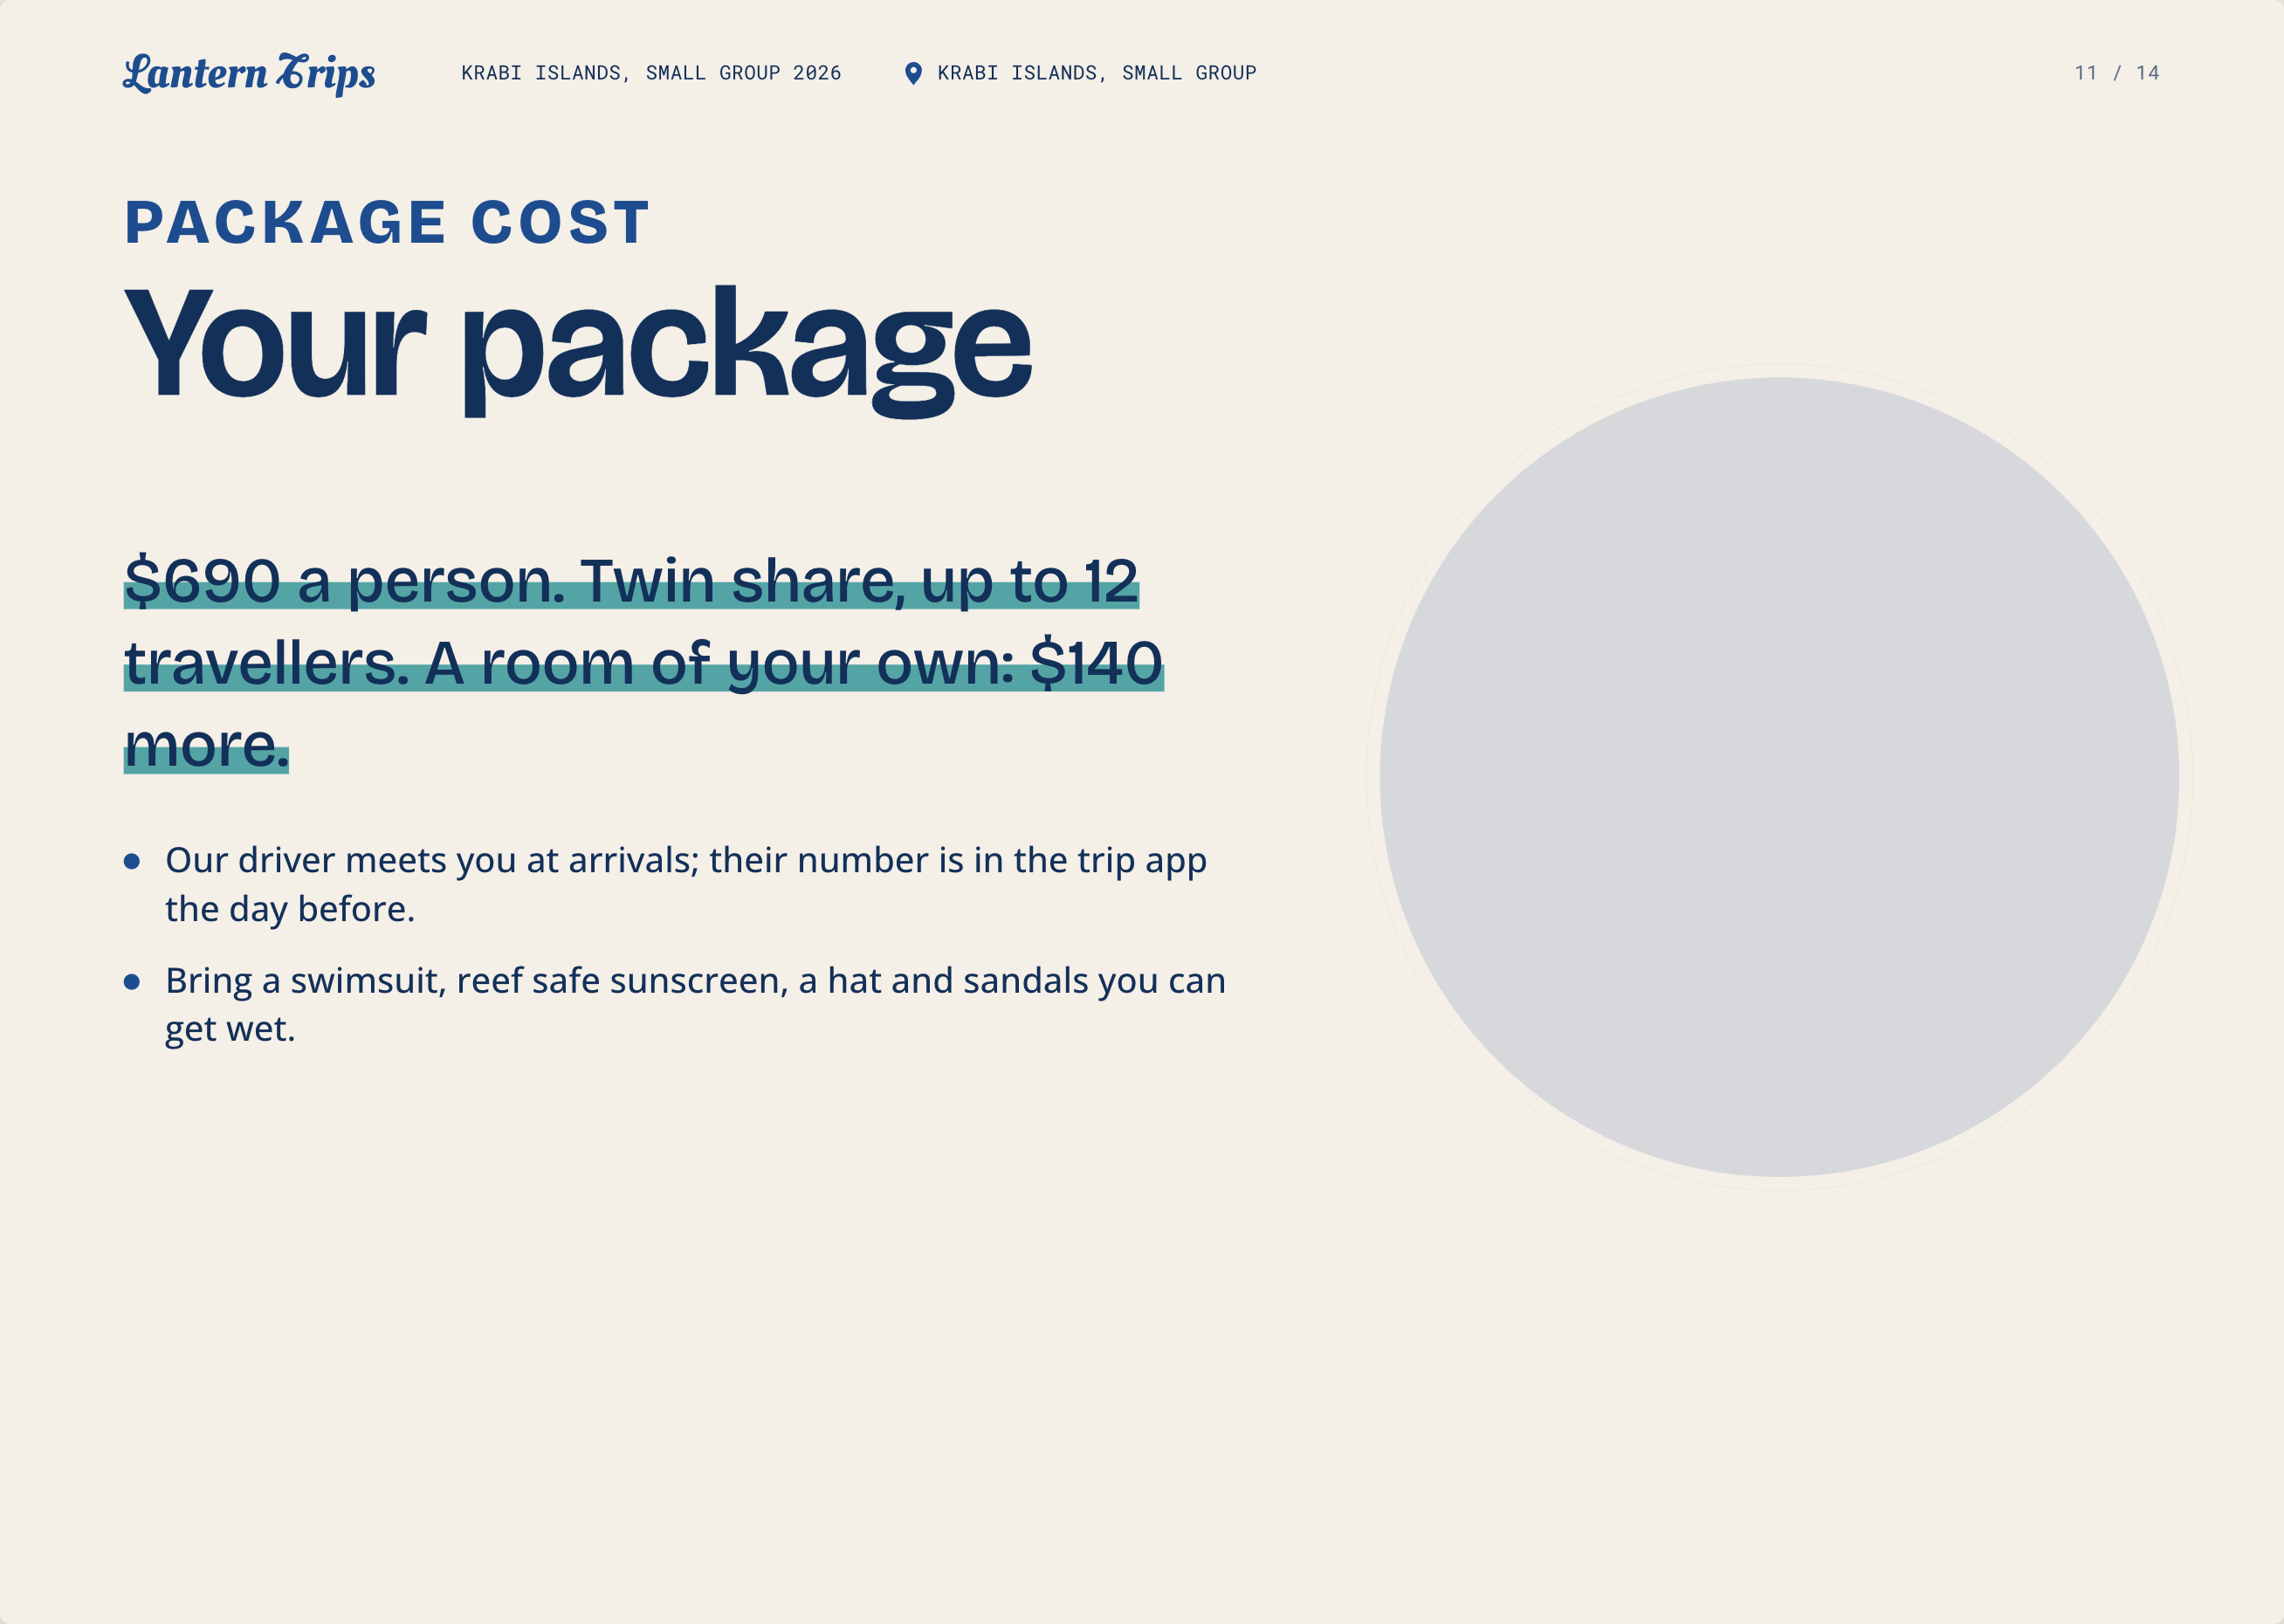 Lantern Trips
KRABI ISLANDS, SMALL GROUP 2026
KRABI ISLANDS, SMALL GROUP
11 / 14
PACKAGE COST
Your package
$690 a person. Twin share, up to 12
travellers. A room of your own: $140
more.
Our driver meets you at arrivals; their number is in the trip app
the day before.
Bring a swimsuit, reef safe sunscreen, a hat and sandals you can
get wet.